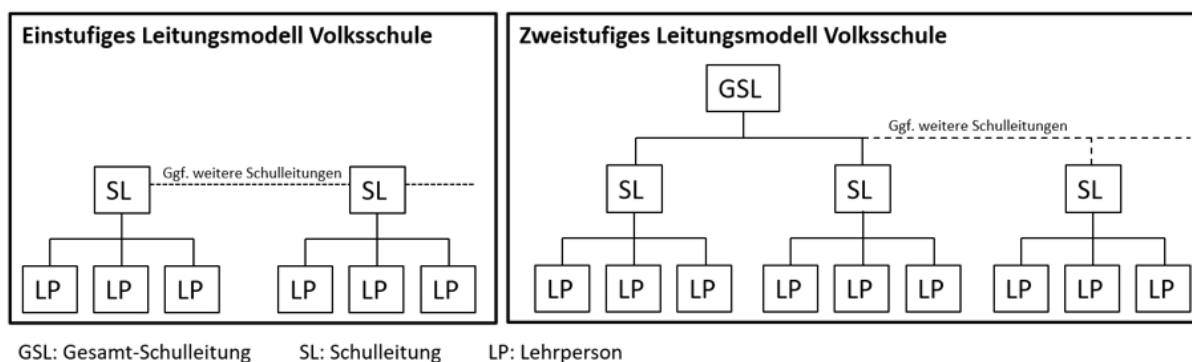 Einstufiges Leitungsmodell Volksschule
Ggf. weitere Schulleitungen
SL SL
LP LP LP LP LP LP
Zweistufiges Leitungsmodell Volksschule
GSL
Ggf. weitere Schulleitungen
SL SL SL
LP LP LP LP LP LP LP LP LP
GSL: Gesamt-Schulleitung SL: Schulleitung LP: Lehrperson